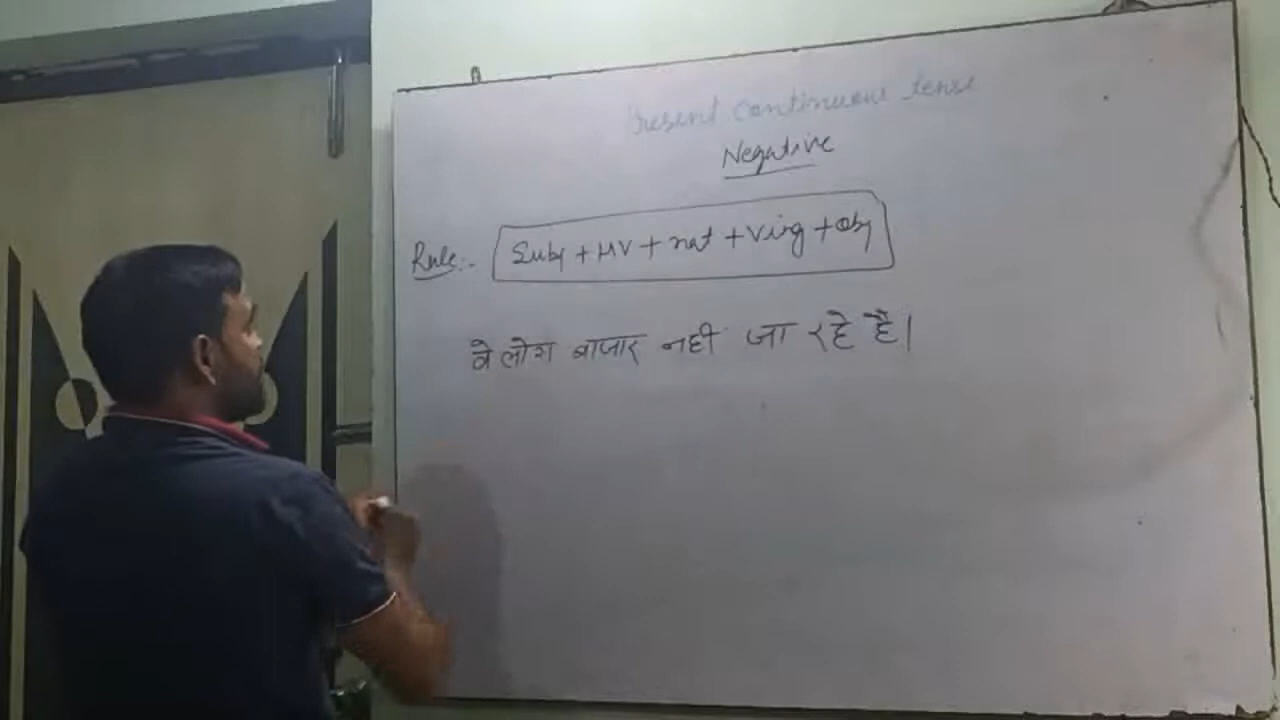 Present continuous tense
Negative
Rule:- Subj + HV + not + Ving + obj
वे लोग बाजार नही जा रहे है।